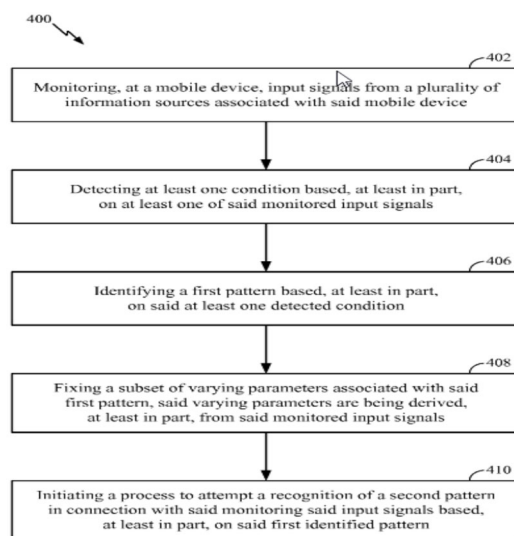 400
402
Monitoring, at a mobile device, input signals from a plurality of
information sources associated with said mobile device
404
Detecting at least one condition based, at least in part,
on at least one of said monitored input signals
406
Identifying a first pattern based, at least in part,
on said at least one detected condition
408
Fixing a subset of varying parameters associated with said
first pattern, said varying parameters are being derived,
at least in part, from said monitored input signals
410
Initiating a process to attempt a recognition of a second pattern
in connection with said monitoring said input signals based,
at least in part, on said first identified pattern